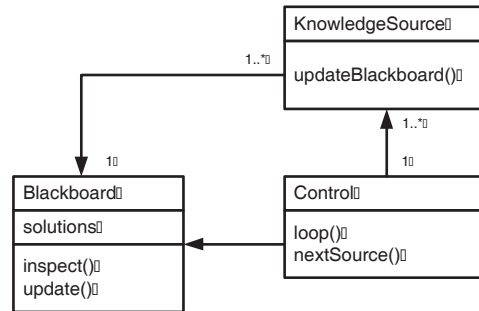 KnowledgeSource▯
updateBlackboard()▯
1..*▯
1..*▯
1▯
1▯
Blackboard▯
solutions▯
inspect()▯
update()▯
Control▯
loop()▯
nextSource()▯